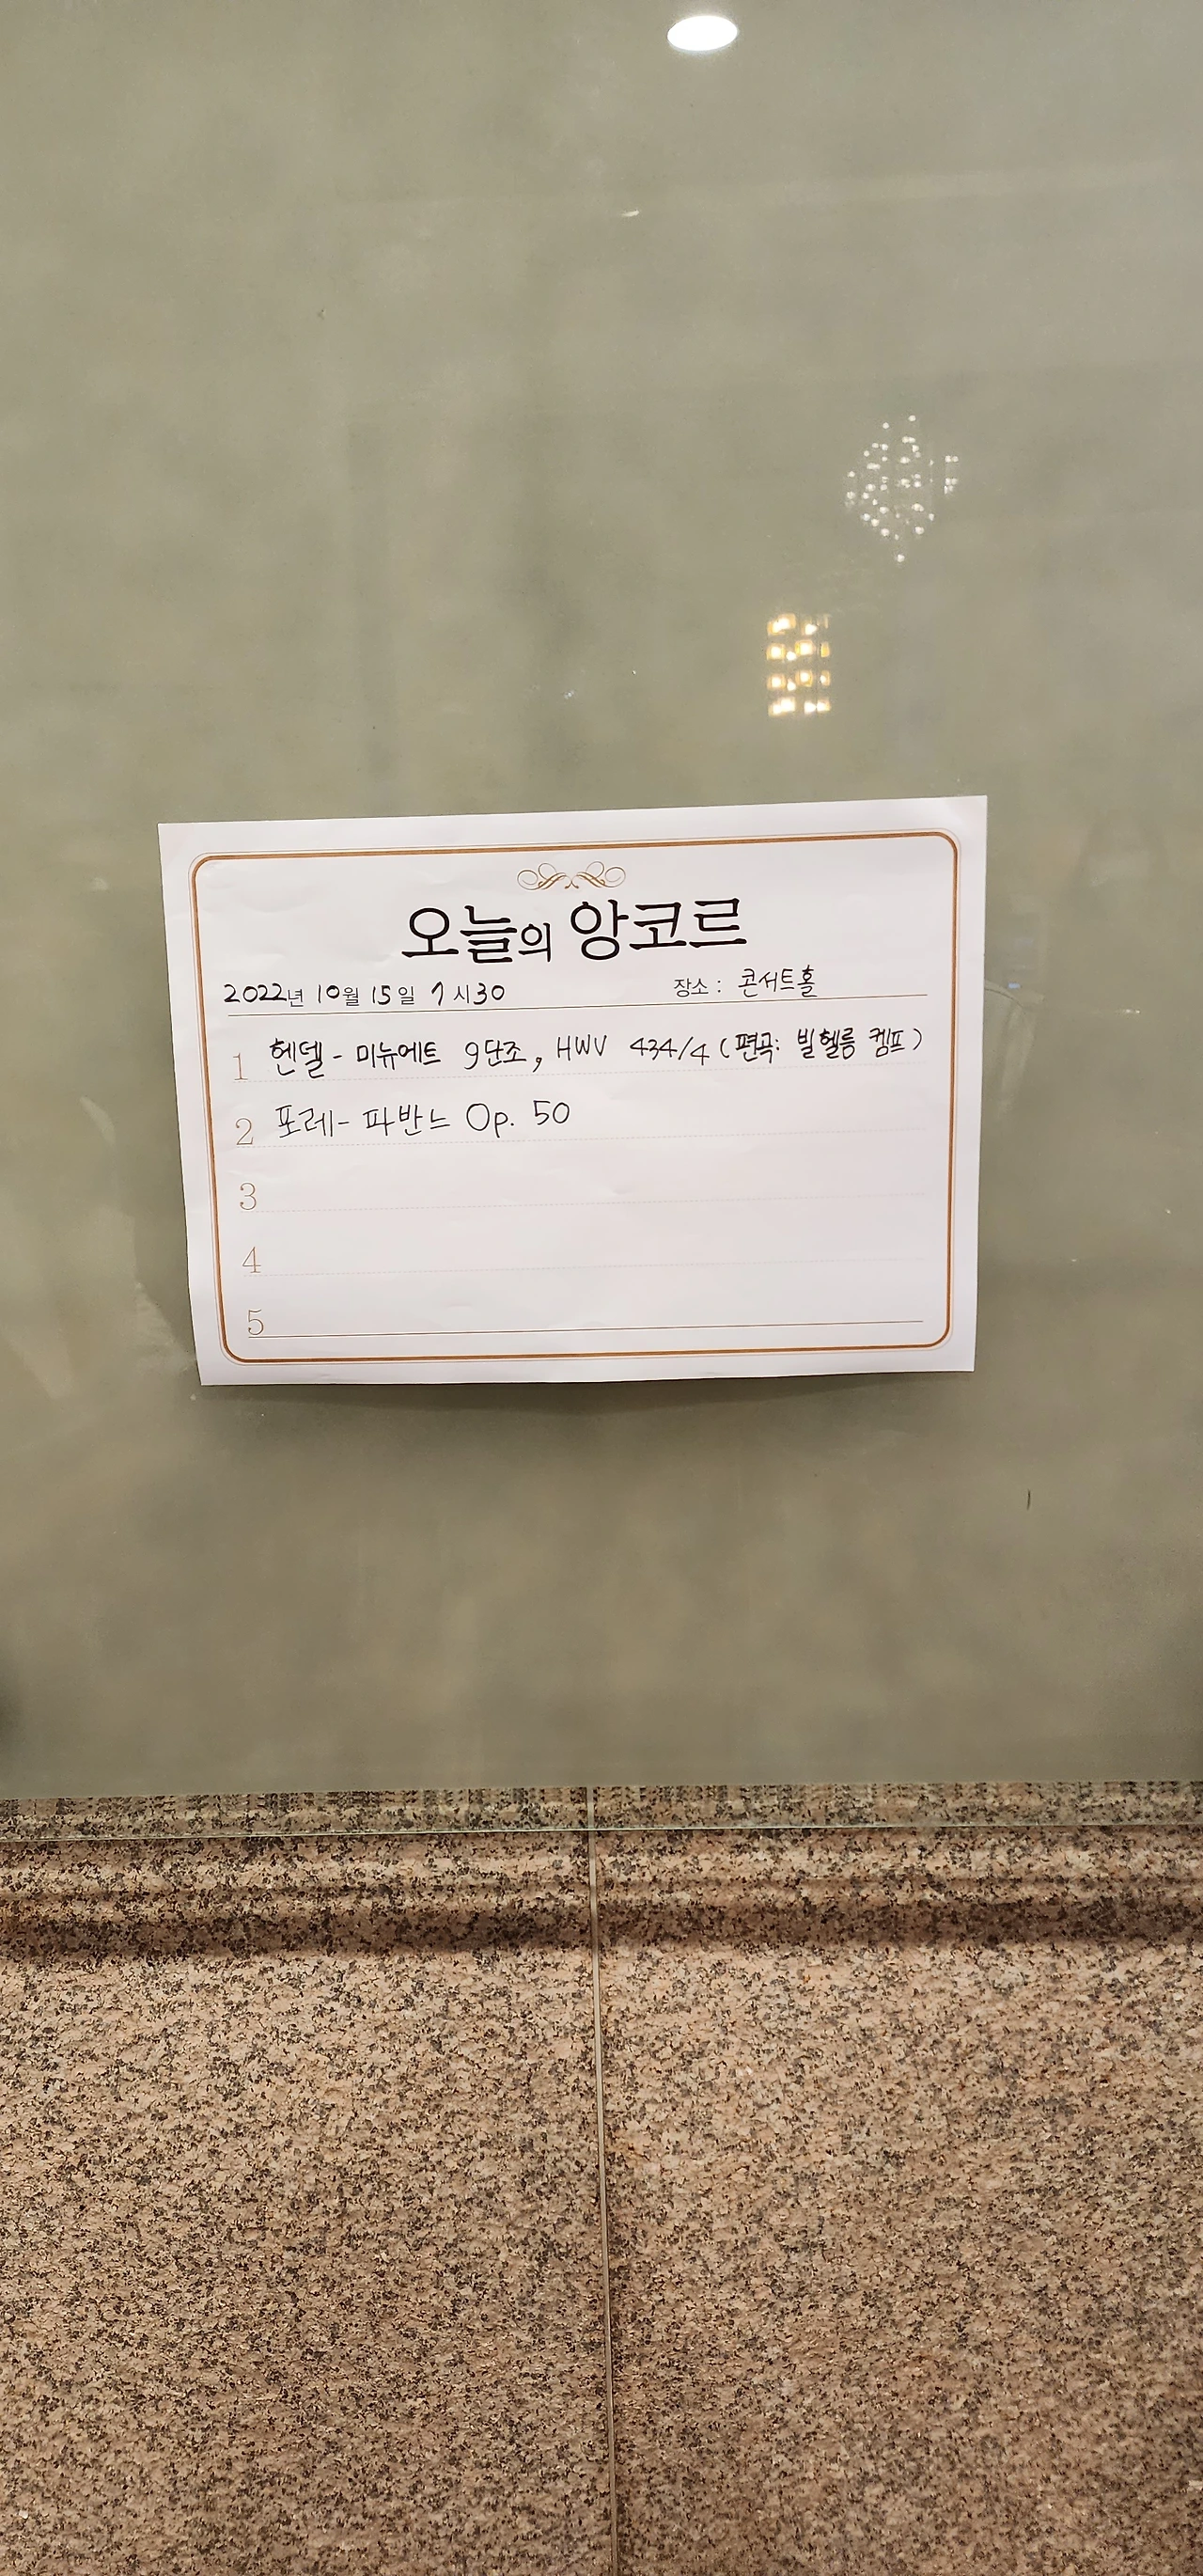 오늘의 앙코르
2022년 10월 15일 7시30 장소 : 콘서트홀
1 헨델 - 미뉴에트 g단조, HWV 434/4 (편곡: 빌헬름 켐프)
2 포레 - 파반느 Op. 50
3
4
5